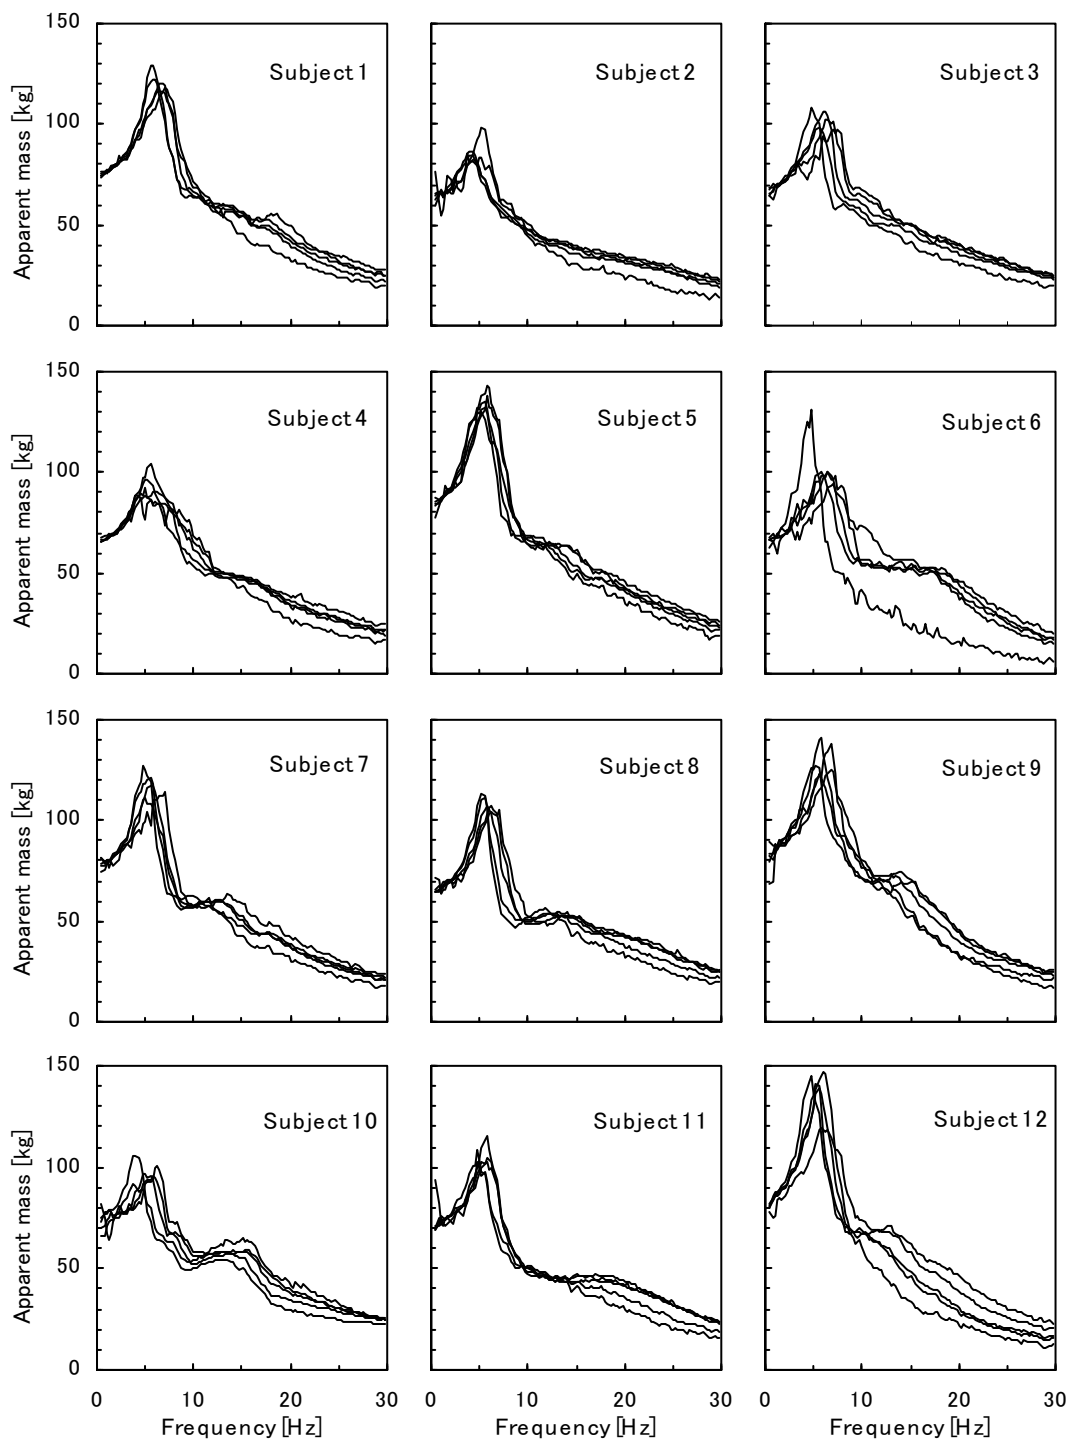 150
100
50
0
Apparent mass [kg]
Subject 1
Subject 2
Subject 3
150
100
50
0
Apparent mass [kg]
Subject 4
Subject 5
Subject 6
150
100
50
0
Apparent mass [kg]
Subject 7
Subject 8
Subject 9
150
100
50
0
Apparent mass [kg]
Subject 10
Subject 11
Subject 12
0 10 20 30 0 10 20 30 0 10 20 30
Frequency [Hz] Frequency [Hz] Frequency [Hz]